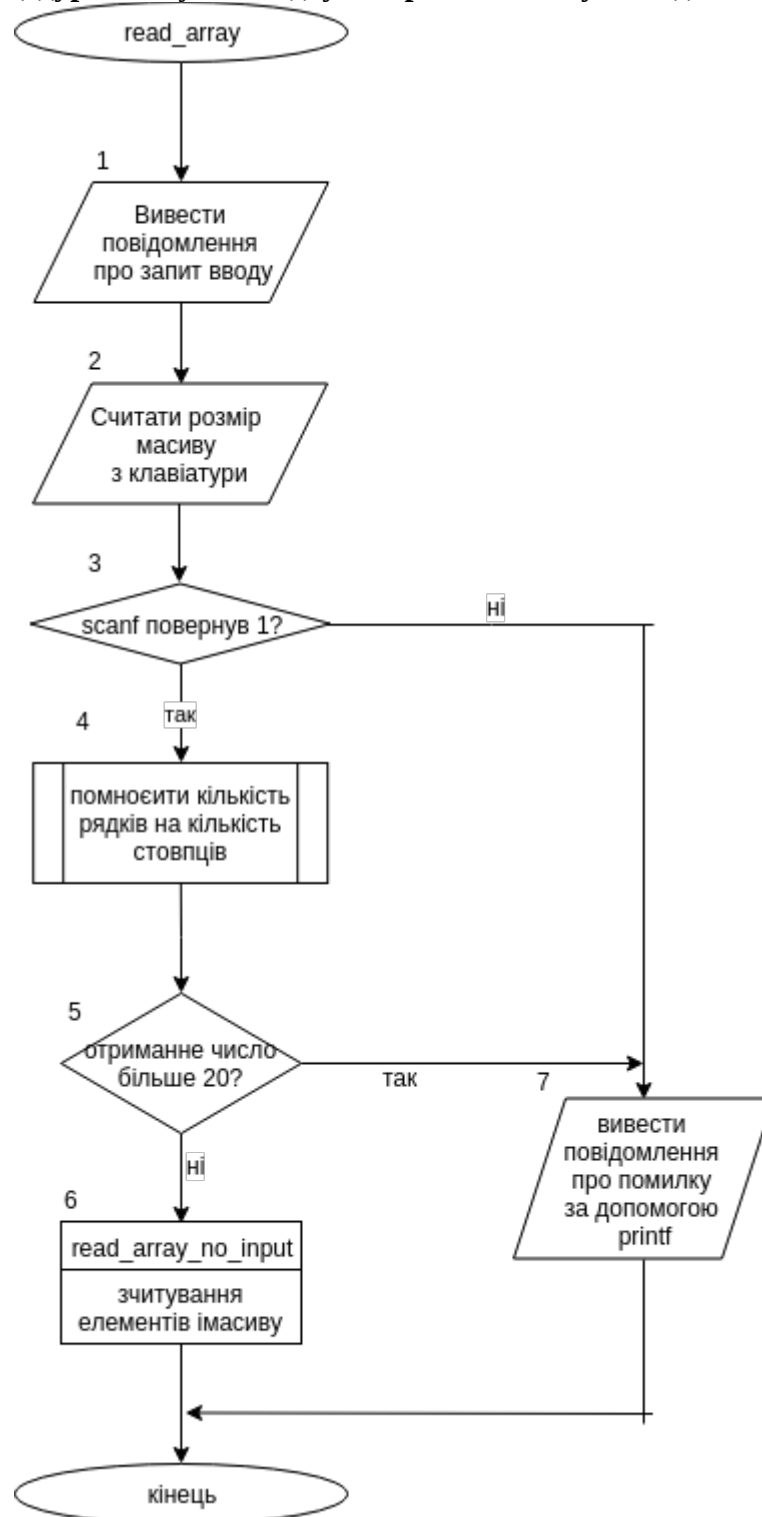 read_array
1
Вивести
повідомлення
про запит вводу
2
Считати розмір
масиву
з клавіатури
3
scanf повернув 1?
ні
так
4
помноєити кількість
рядків на кількість
стовпців
5
отриманне число
більше 20?
так
7
ні
вивести
повідомлення
про помилку
за допомогою
printf
6
read_array_no_input
зчитування
елементів імасиву
кінець